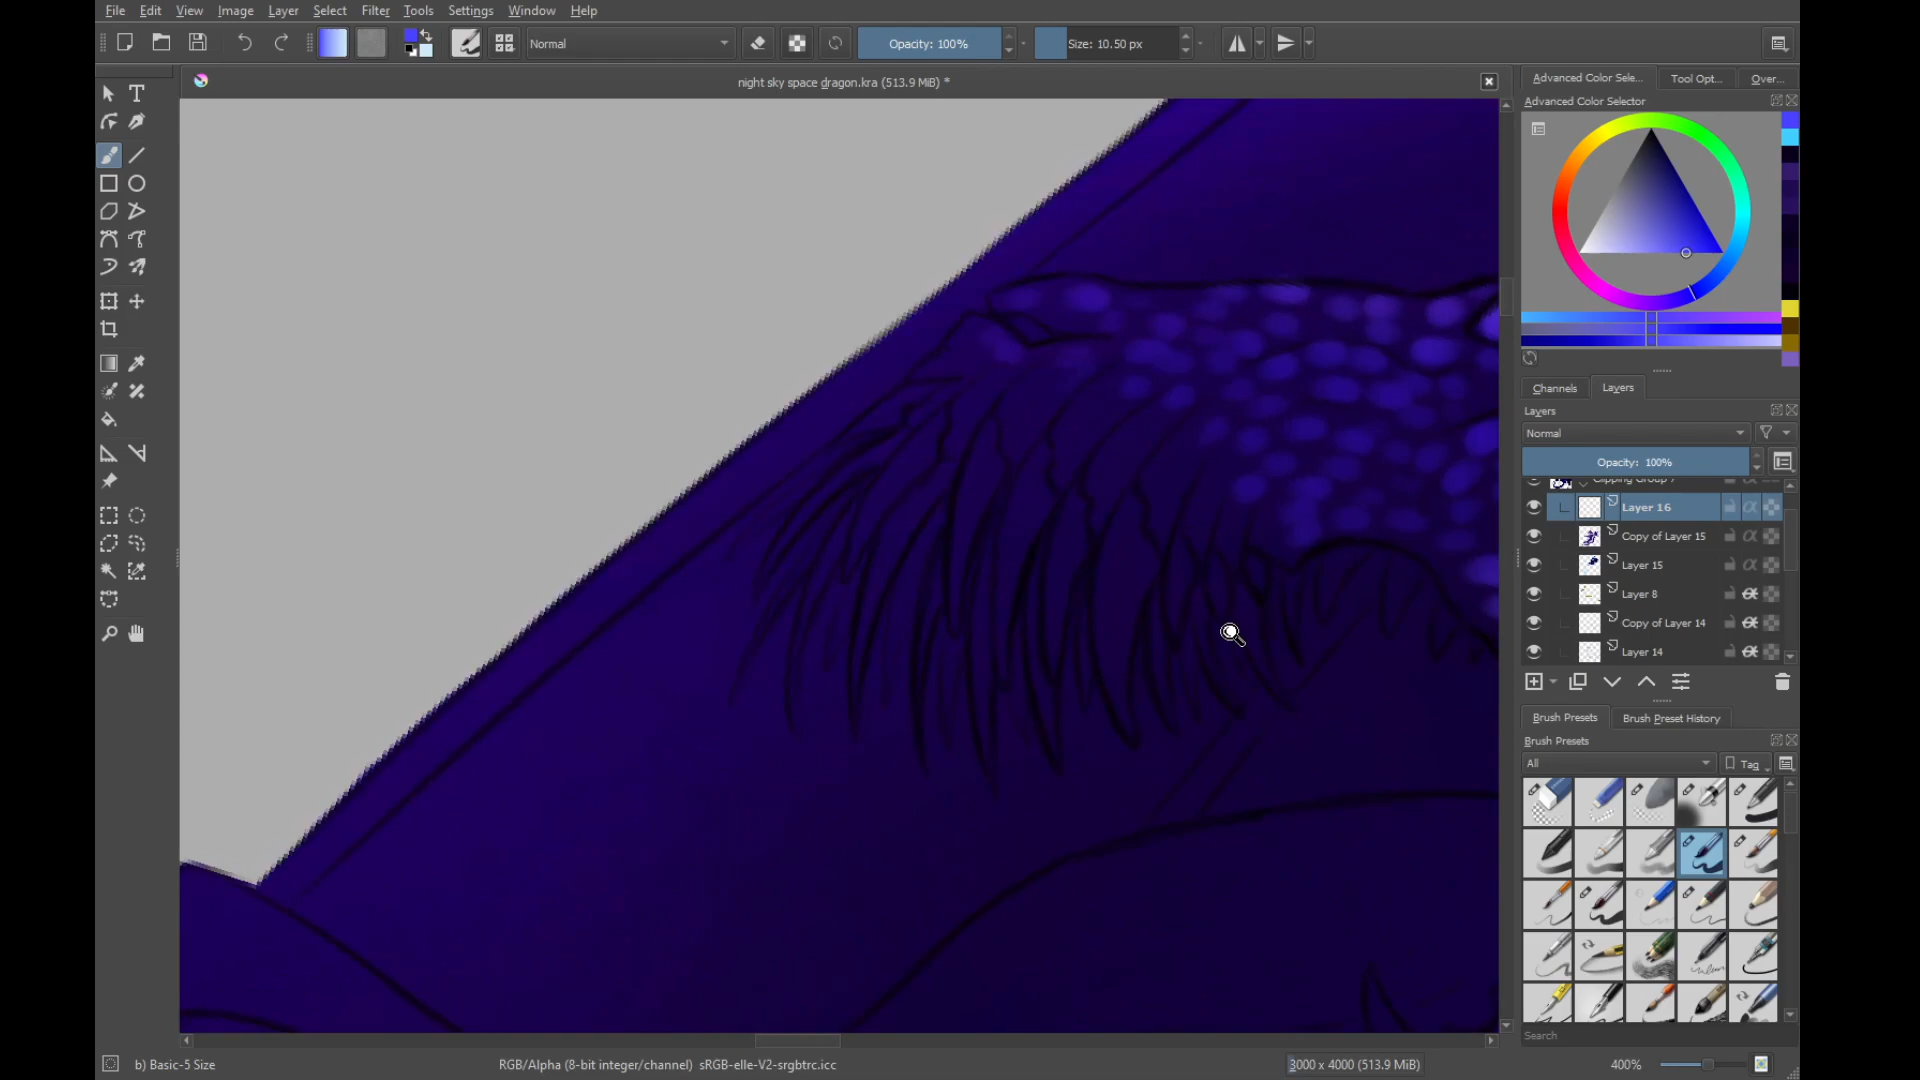 File Edit View Image Layer Select Filter Tools Settings Window Help
Normal Opacity: 100% Size: 10.50 px
night sky space dragon.kra (513.9 MiB) *
Advanced Color Sele... Tool Opt... Over...
Advanced Color Selector
Channels Layers
Layers
Normal
Opacity: 100%
Clipping Group 7
Layer 16
Copy of Layer 15
Layer 15
Layer 8
Copy of Layer 14
Layer 14
Brush Presets Brush Preset History
Brush Presets
All Tag
Search
b) Basic-5 Size RGB/Alpha (8-bit integer/channel) sRGB-elle-V2-srgbtrc.icc 3000 x 4000 (513.9 MiB) 400%